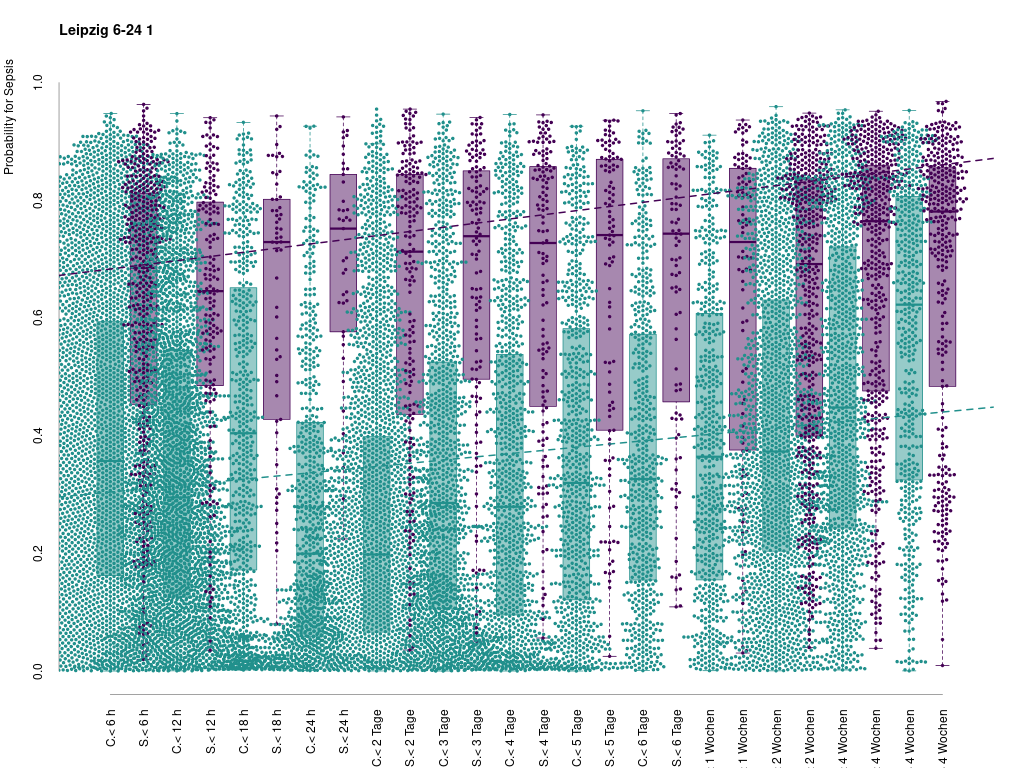 Leipzig 6-24 1
Probability for Sepsis
1.0
0.8
0.6
0.4
0.2
0.0
C.< 6 h
S.< 6 h
C.< 12 h
S.< 12 h
C.< 18 h
S.< 18 h
C.< 24 h
S.< 24 h
C.< 2 Tage
S.< 2 Tage
C.< 3 Tage
S.< 3 Tage
C.< 4 Tage
S.< 4 Tage
C.< 5 Tage
S.< 5 Tage
C.< 6 Tage
S.< 6 Tage
1 Wochen
1 Wochen
2 Wochen
2 Wochen
4 Wochen
4 Wochen
4 Wochen
4 Wochen